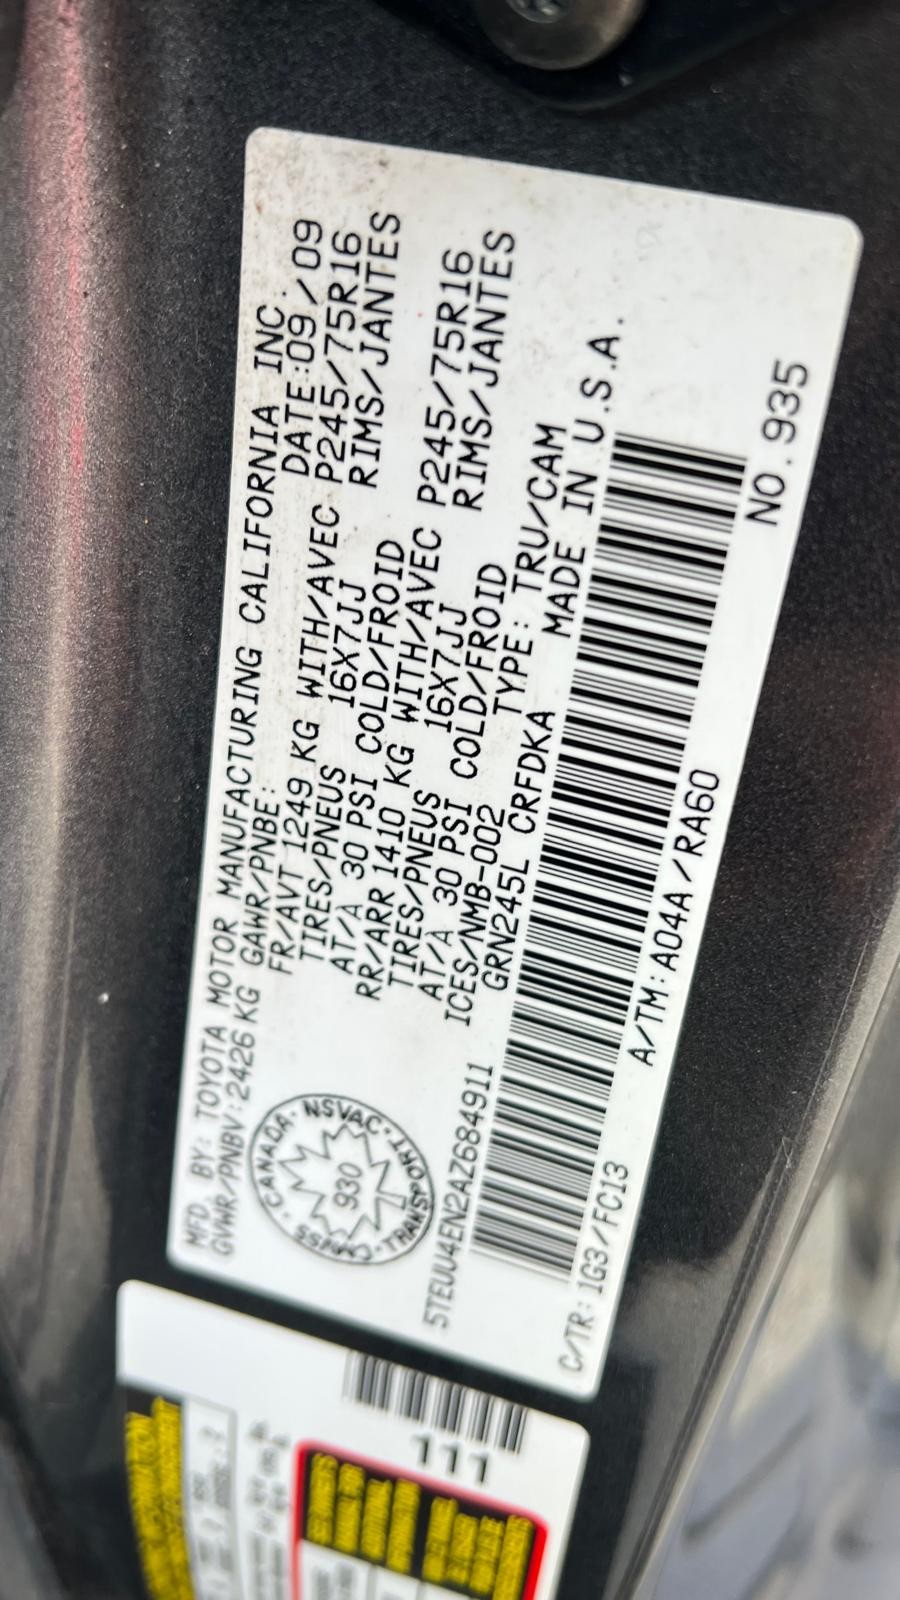 MFD. BY: TOYOTA MOTOR MANUFACTURING CALIFORNIA INC.
GVWR/PNBV:2426KG GAWR/PNBE: DATE:09/09
FR/AVT 1249 KG WITH/AVEC P245/75R16
TIRES/PNEUS 16X7JJ RIMS/JANTES
AT/A 30 PSI COLD/FROID
RR/ARR 1410 KG WITH/AVEC P245/75R16
TIRES/PNEUS 16X7JJ RIMS/JANTES
AT/A 30 PSI COLD/FROID
ICES/NMB-002 TYPE: TRU/CAM
GRN245L CRFDKA MADE IN U.S.A.
CANADA · NSVAC · TRANSPORT · CMVSS
930
5TEUU4EN2AZ684911
NO.935
C/TR:1G3/FC13 A/TM:A04A/RA60
111